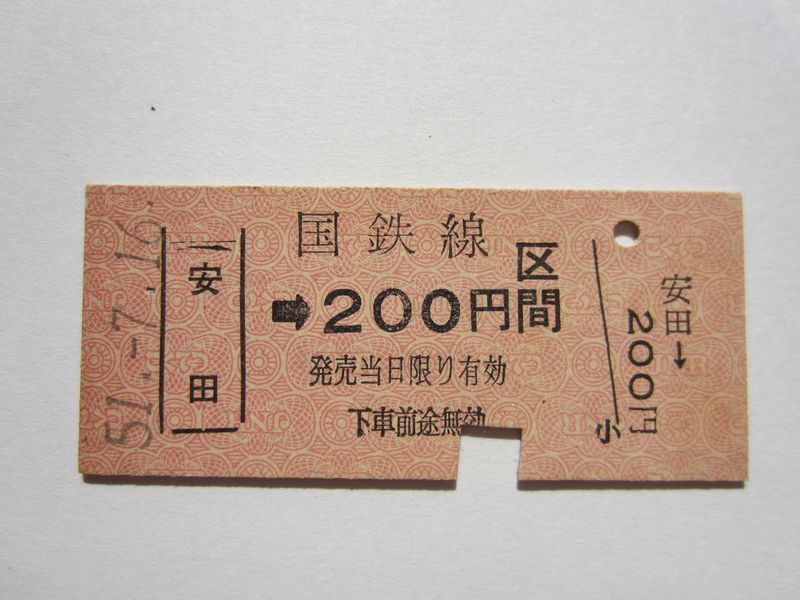 51.-7.16.
安田
国鉄線
➡200円区間
発売当日限り有効
下車前途無効
小
安田→200円